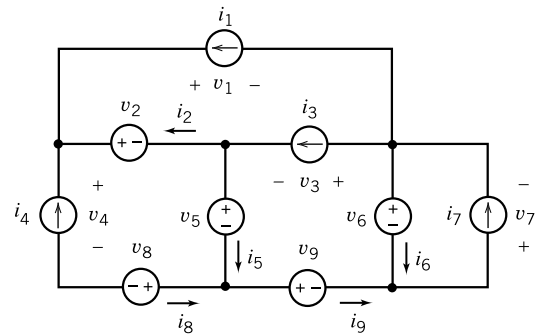 i1
+ v1 −
v2
i2
i3
+ −
− v3 +
i4
+
v4
−
v5
+
−
v6
+
−
i7
−
v7
+
v8
i5
v9
i6
− +
+ −
i8
i9